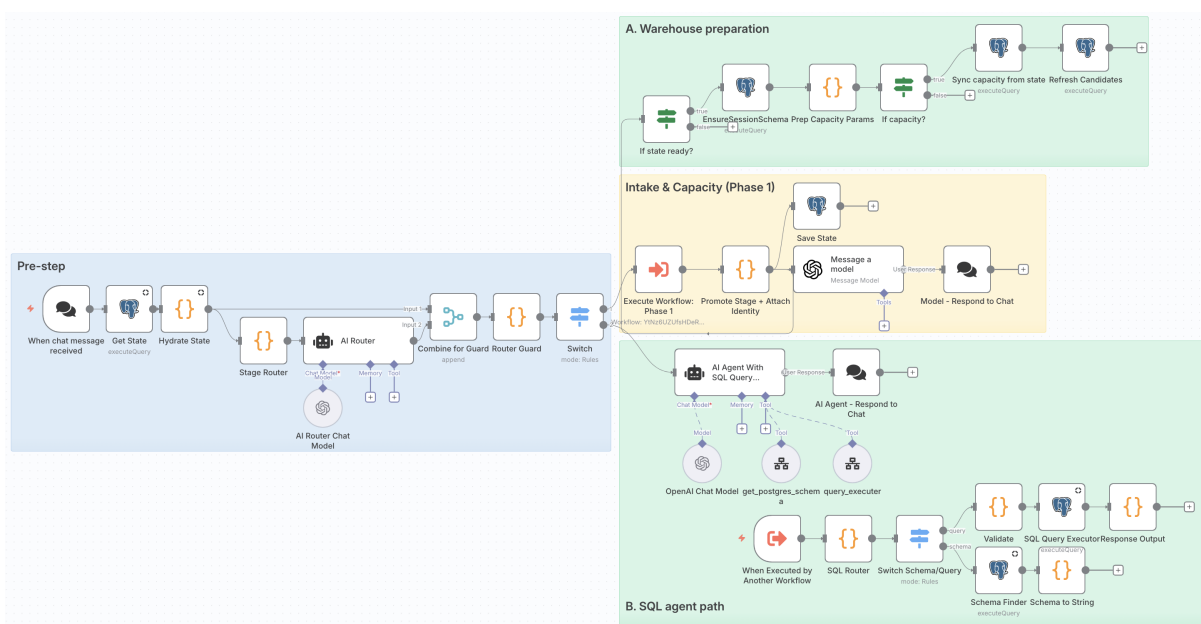 A. Warehouse preparation
Sync capacity from state
executeQuery
Refresh Candidates
executeQuery
true
false
EnsureSessionSchema
executeQuery
Prep Capacity Params
If capacity?
true
false
If state ready?
Intake & Capacity (Phase 1)
Save State
Execute Workflow:
Phase 1
Promote Stage + Attach
Identity
Message a
model
Message Model
User Response
Tools
Model - Respond to Chat
Pre-step
When chat message
received
Get State
executeQuery
Hydrate State
Stage Router
AI Router
Chat Model*
Model
Memory
Tool
AI Router Chat
Model
Input 1
Input 2
Combine for Guard
append
Router Guard
Switch
mode: Rules
AI Agent With
SQL Query...
User Response
Chat Model*
Memory
Tool
AI Agent - Respond to
Chat
Model
Tool
Tool
OpenAI Chat Model
get_postgres_schem
a
query_executer
When Executed by
Another Workflow
SQL Router
Switch Schema/Query
mode: Rules
query
schema
Validate
SQL Query Executor
executeQuery
Response Output
Schema Finder
executeQuery
Schema to String
B. SQL agent path